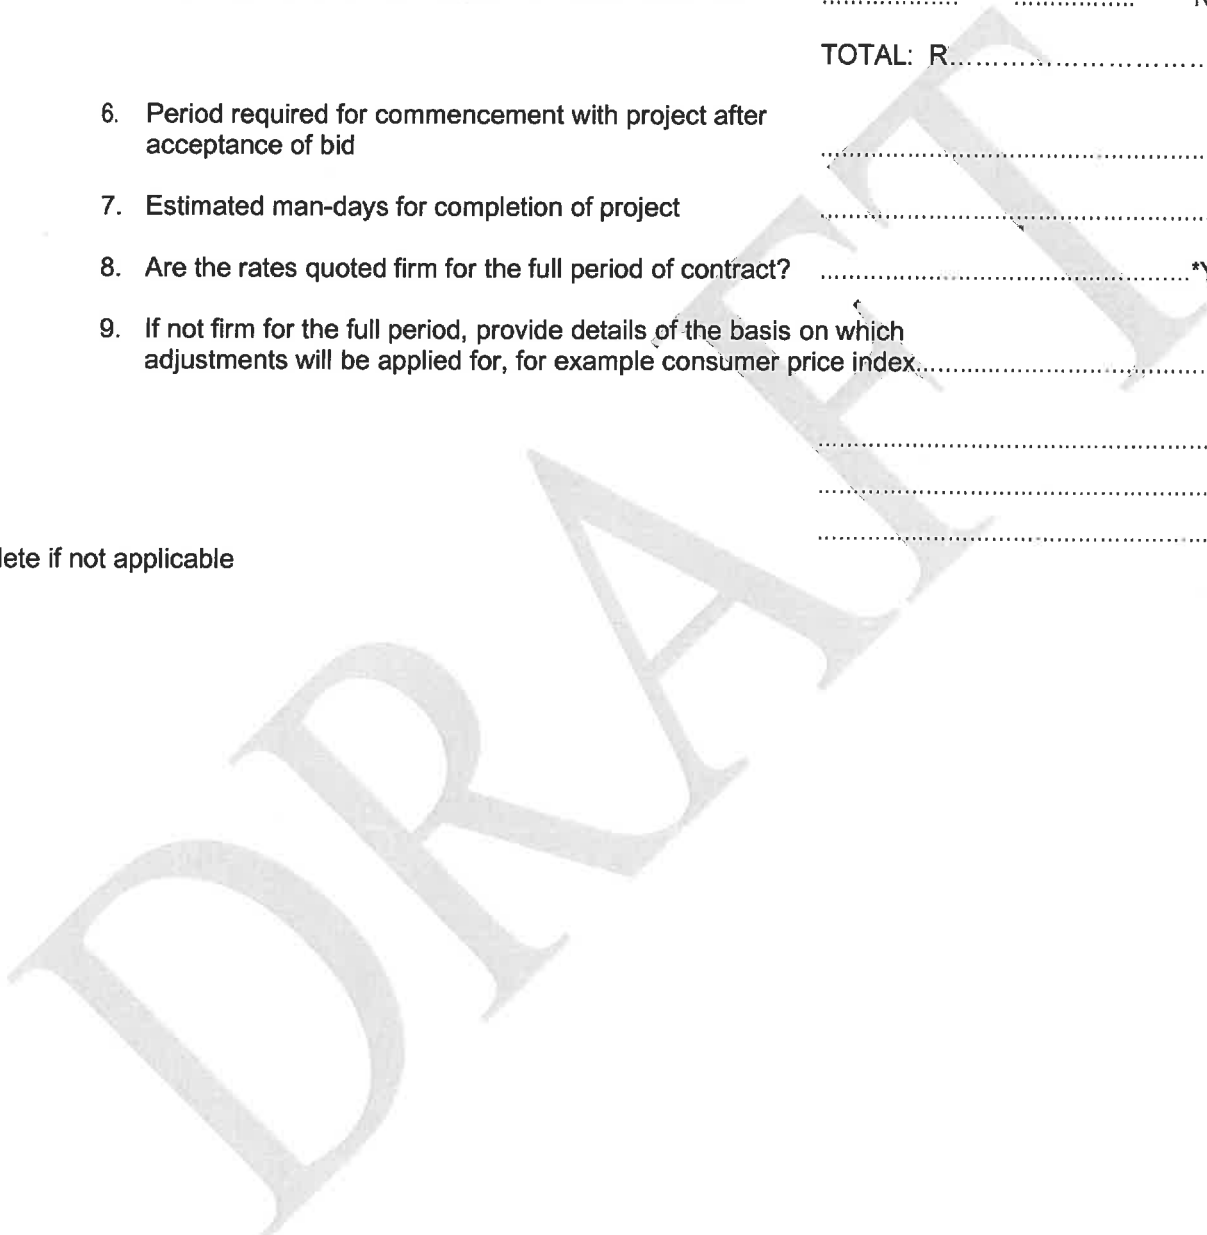 TOTAL: R..............................
6. Period required for commencement with project after
acceptance of bid ..................................................
7. Estimated man-days for completion of project ..................................................
8. Are the rates quoted firm for the full period of contract? ..................................................*Y
9. If not firm for the full period, provide details of the basis on which
adjustments will be applied for, for example consumer price index..................................
..................................................
..................................................
..................................................
lete if not applicable
DRAFT